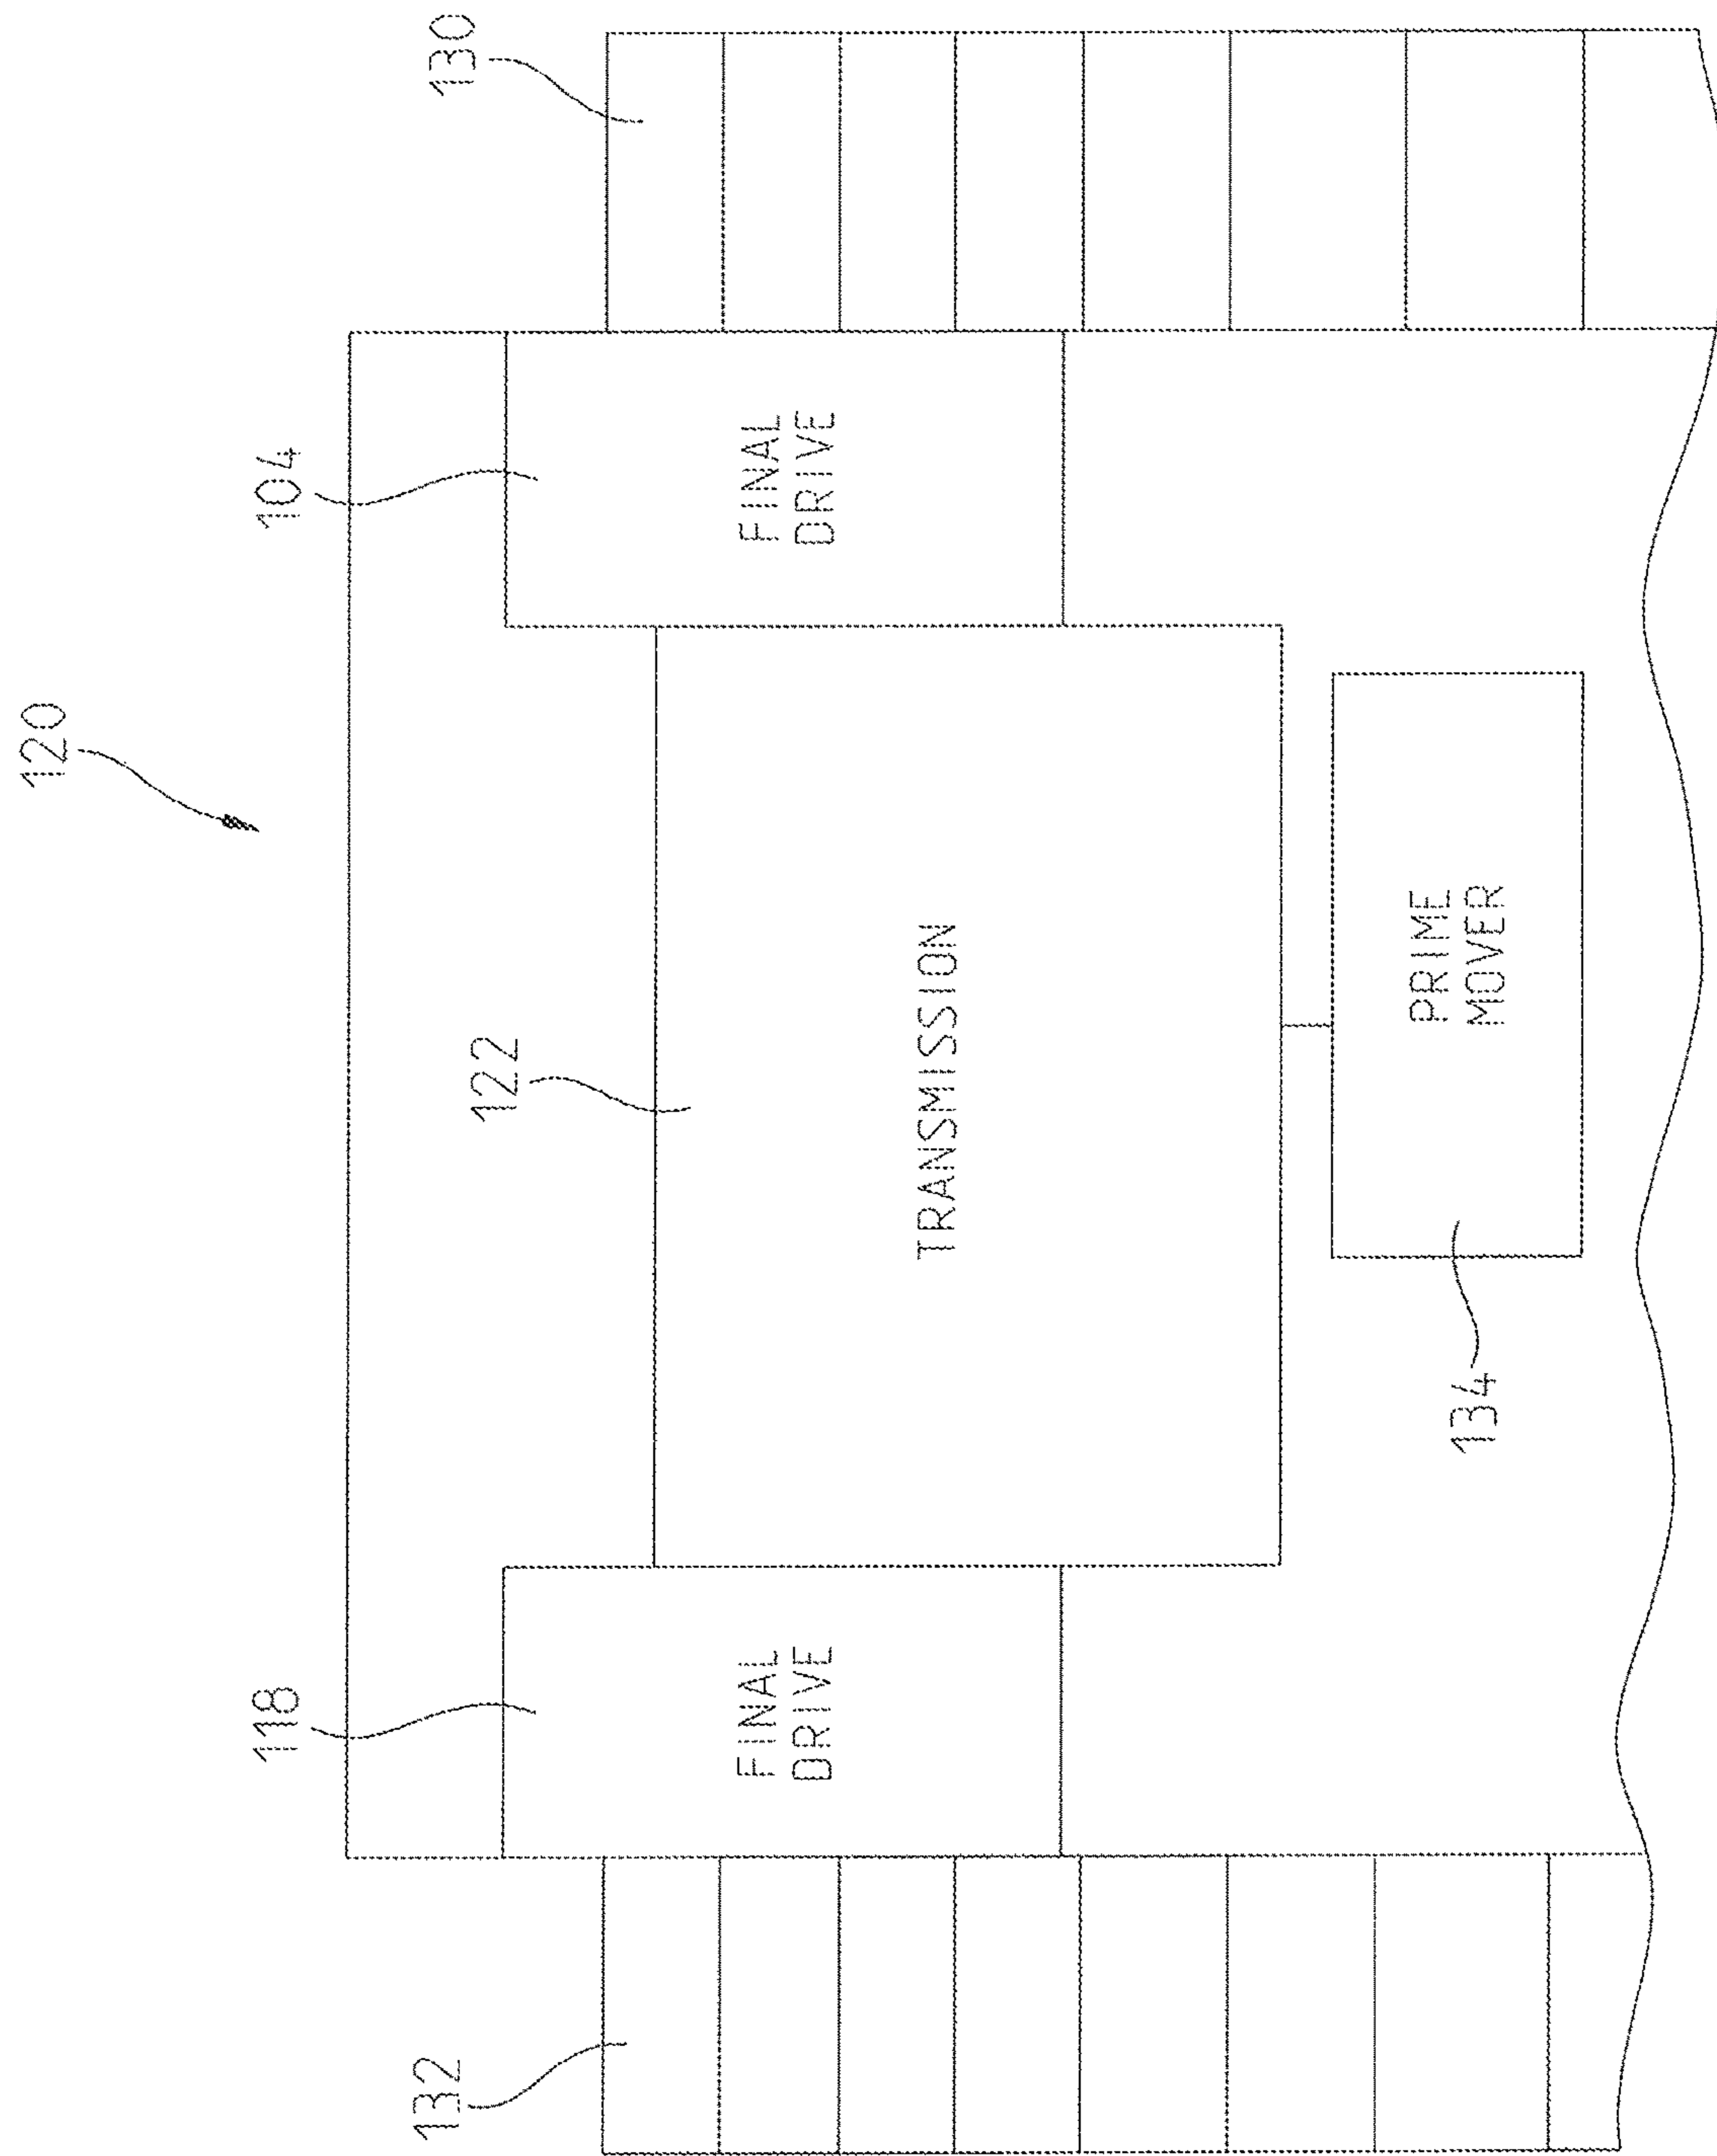 120
130
132
104
118
122
134
FINAL
DRIVE
FINAL
DRIVE
TRANSMISSION
PRIME
MOVER